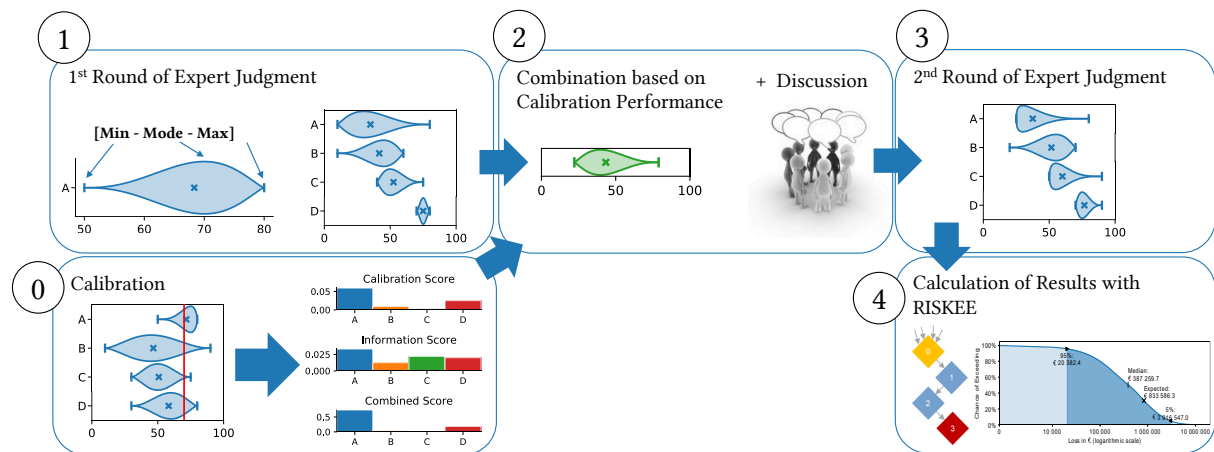 1
1st Round of Expert Judgment
[Min - Mode - Max]
A
50 60 70 80
A
B
C
D
0 50 100
2
Combination based on
Calibration Performance
+ Discussion
0 50 100
3
2nd Round of Expert Judgment
A
B
C
D
0 50 100
0
Calibration
A
B
C
D
0 50 100
Calibration Score
0.05
0.00
A B C D
Information Score
0.025
0.000
A B C D
Combined Score
0.5
0,0
A B C D
4
Calculation of Results with
RISKEE
0
1
2
3
Chance of Exceeding
100%
80%
60%
40%
20%
0%
95%:
€ 20 382.4
Median:
€ 387 259.7
Expected:
€ 833 586.3
5%:
0 10 000 100 000 1 000 000 10 000 000
Loss in € (logarithmic scale)